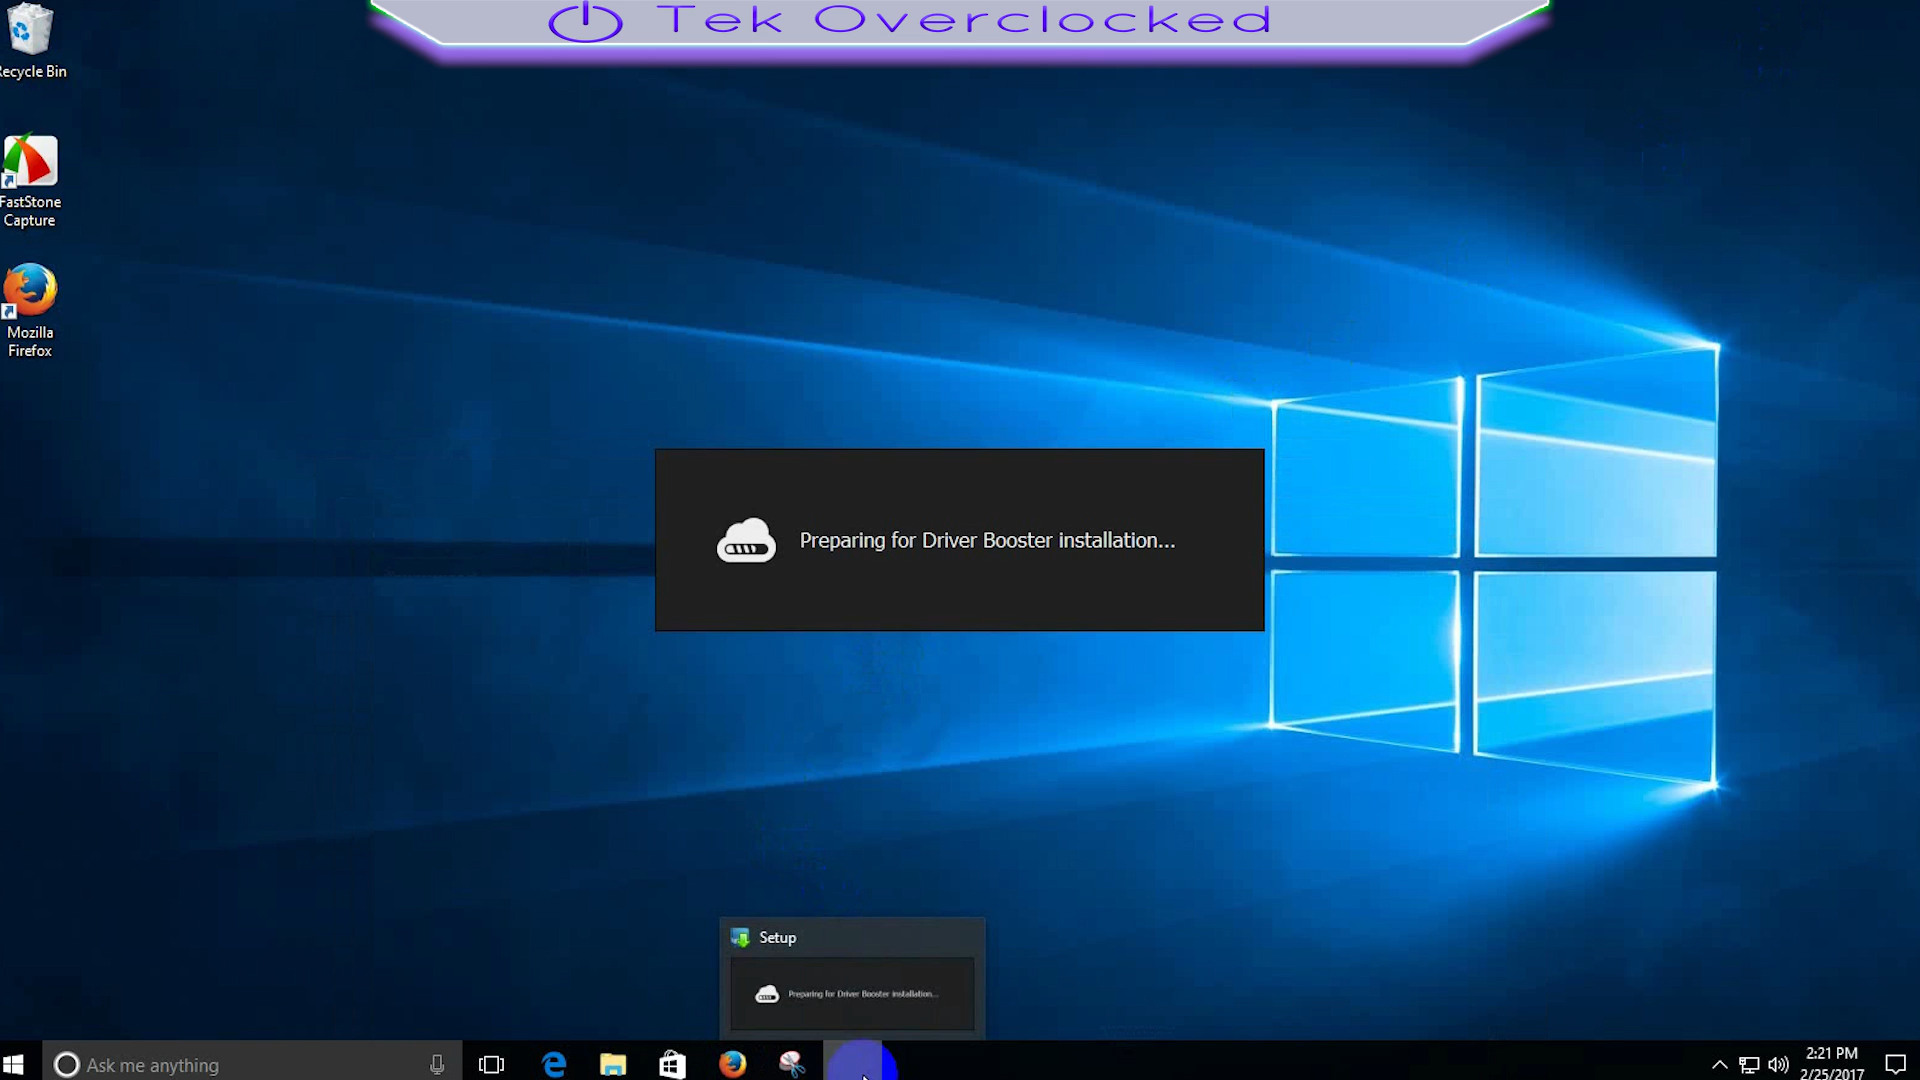 Tek Overclocked
ecycle Bin
FastStone
Capture
Mozilla
Firefox
Preparing for Driver Booster installation...
Setup
Preparing for Driver Booster installation...
Ask me anything
2:21 PM
2/25/2017